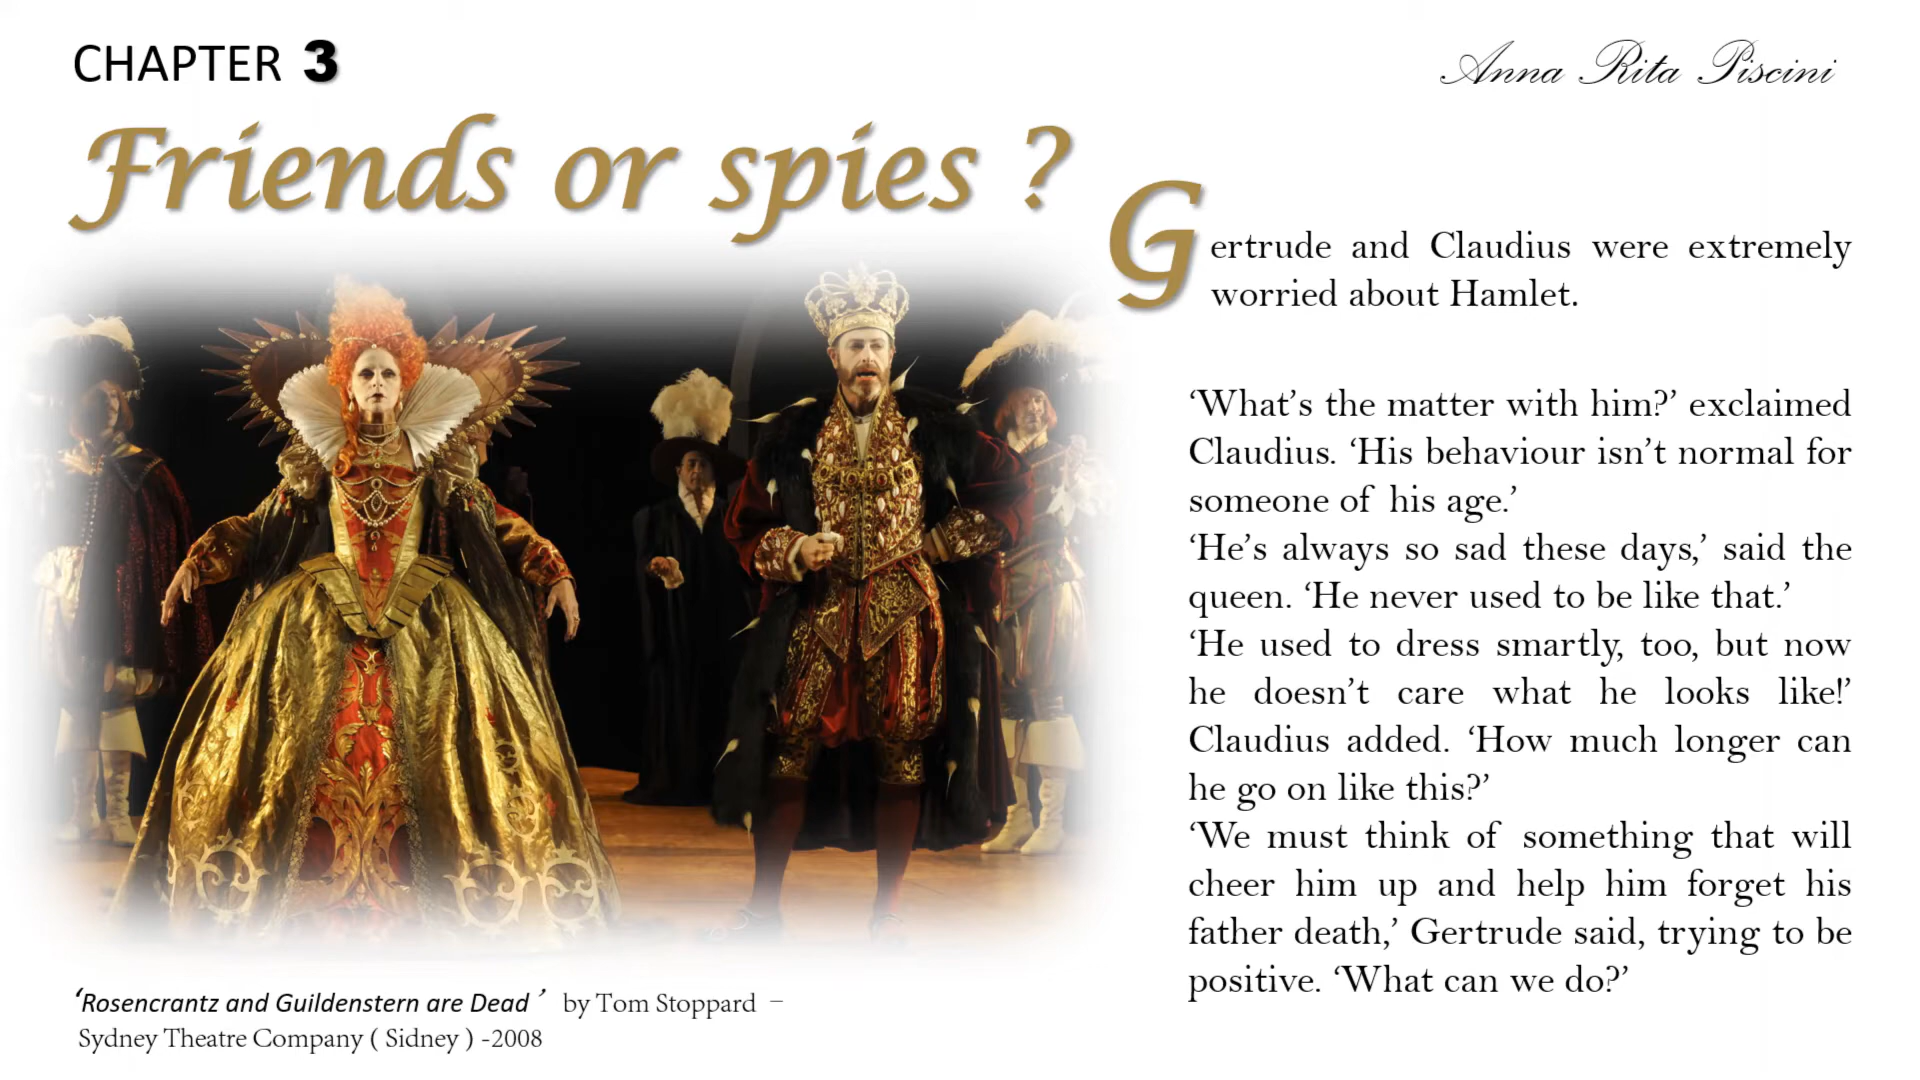 CHAPTER 3
Anna Rita Piscini
Friends or spies ?
Gertrude and Claudius were extremely
worried about Hamlet.
‘What’s the matter with him?’ exclaimed
Claudius. ‘His behaviour isn’t normal for
someone of his age.’
‘He’s always so sad these days,’ said the
queen. ‘He never used to be like that.’
‘He used to dress smartly, too, but now
he doesn’t care what he looks like!’
Claudius added. ‘How much longer can
he go on like this?’
‘We must think of something that will
cheer him up and help him forget his
father death,’ Gertrude said, trying to be
positive. ‘What can we do?’
‘Rosencrantz and Guildenstern are Dead ’ by Tom Stoppard –
Sydney Theatre Company ( Sidney ) -2008